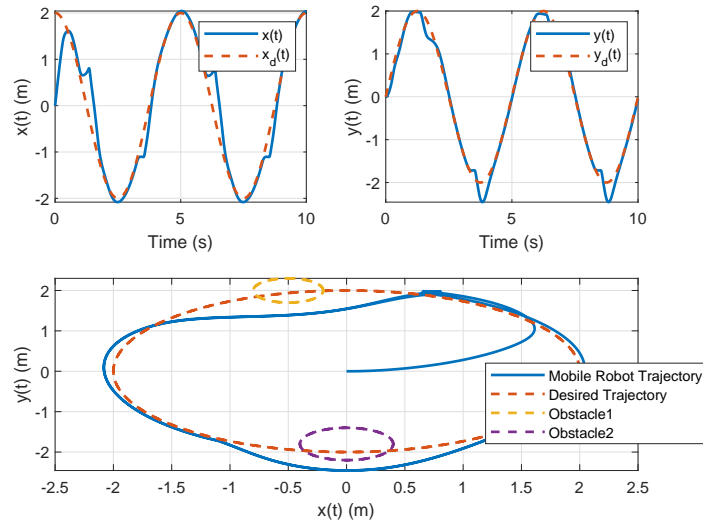 2
1
0
-1
-2
x(t) (m)
0
5
10
Time (s)
x(t)
x_d(t)
2
1
0
-1
-2
y(t) (m)
0
5
10
Time (s)
y(t)
y_d(t)
2
1
0
-1
-2
y(t) (m)
-2.5
-2
-1.5
-1
-0.5
0
0.5
1
1.5
2
2.5
x(t) (m)
Mobile Robot Trajectory
Desired Trajectory
Obstacle1
Obstacle2